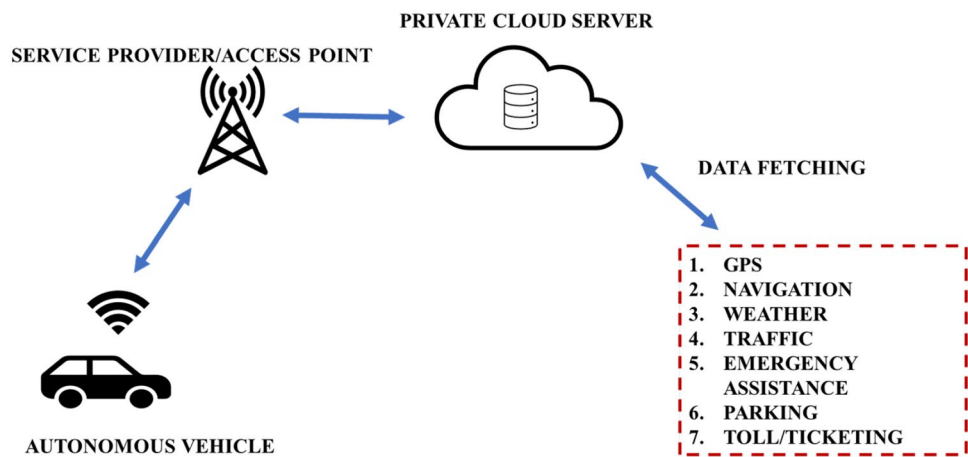 PRIVATE CLOUD SERVER
SERVICE PROVIDER/ACCESS POINT
DATA FETCHING
1. GPS
2. NAVIGATION
3. WEATHER
4. TRAFFIC
5. EMERGENCY
ASSISTANCE
6. PARKING
7. TOLL/TICKETING
AUTONOMOUS VEHICLE